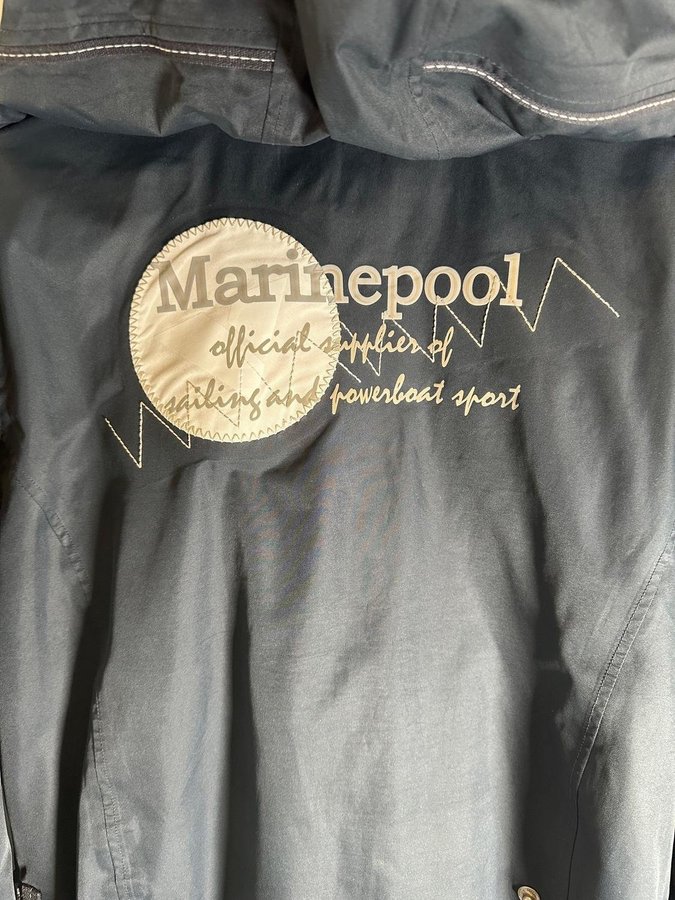 Marinepool
official supplier of
sailing and powerboat sport